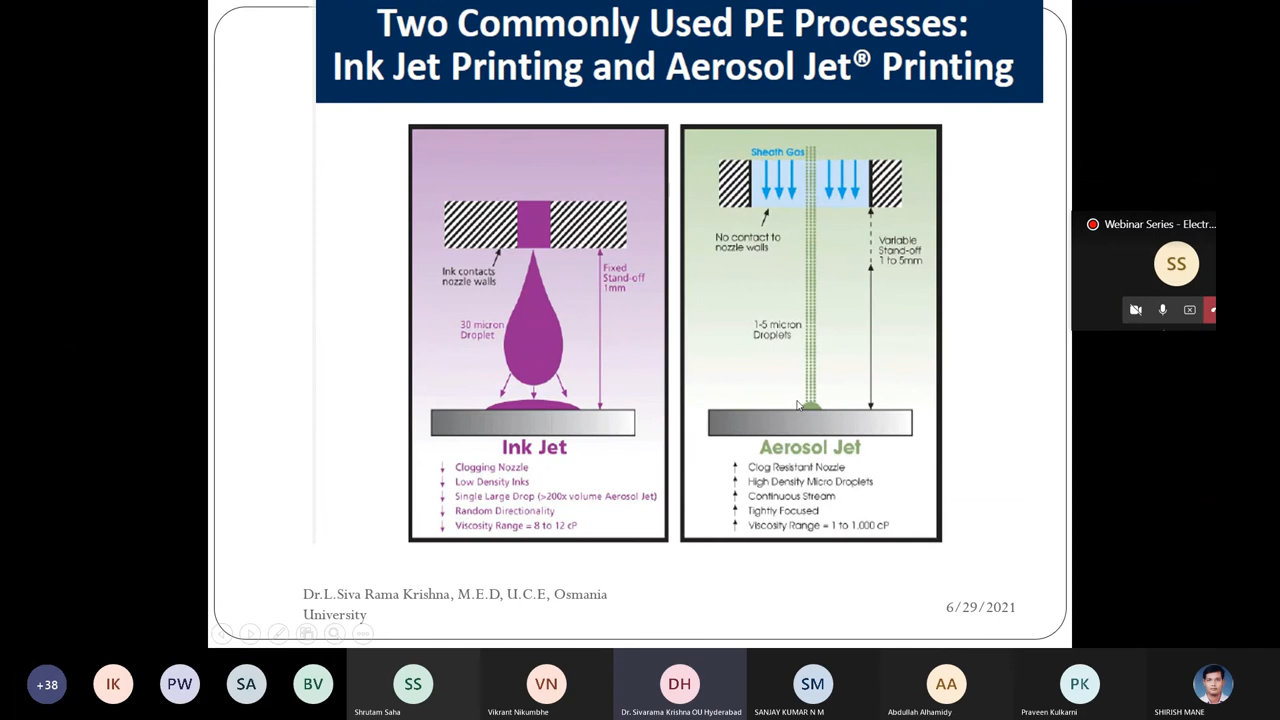 Two Commonly Used PE Processes:
Ink Jet Printing and Aerosol Jet® Printing
Ink contacts
nozzle walls
Fixed
Stand-off
1mm
30 micron
Droplet
Ink Jet
Clogging Nozzle
Low Density Inks
Single Large Drop (>200x volume Aerosol Jet)
Random Directionality
Viscosity Range = 8 to 12 cP
Sheath Gas
No contact to
nozzle walls
Variable
Stand-off
1 to 5mm
1-5 micron
Droplets
Aerosol Jet
Clog Resistant Nozzle
High Density Micro Droplets
Continuous Stream
Tightly Focused
Viscosity Range = 1 to 1,000 cP
Dr.L.Siva Rama Krishna, M.E.D, U.C.E, Osmania
University
6/29/2021
Webinar Series - Electr...
SS
+38
IK
PW
SA
BV
SS
Shrutam Saha
VN
Vikrant Nikumbhe
DH
Dr. Sivarama Krishna OU Hyderabad
SM
SANJAY KUMAR N M
AA
Abdullah Alhamidy
PK
Praveen Kulkarni
SHIRISH MANE